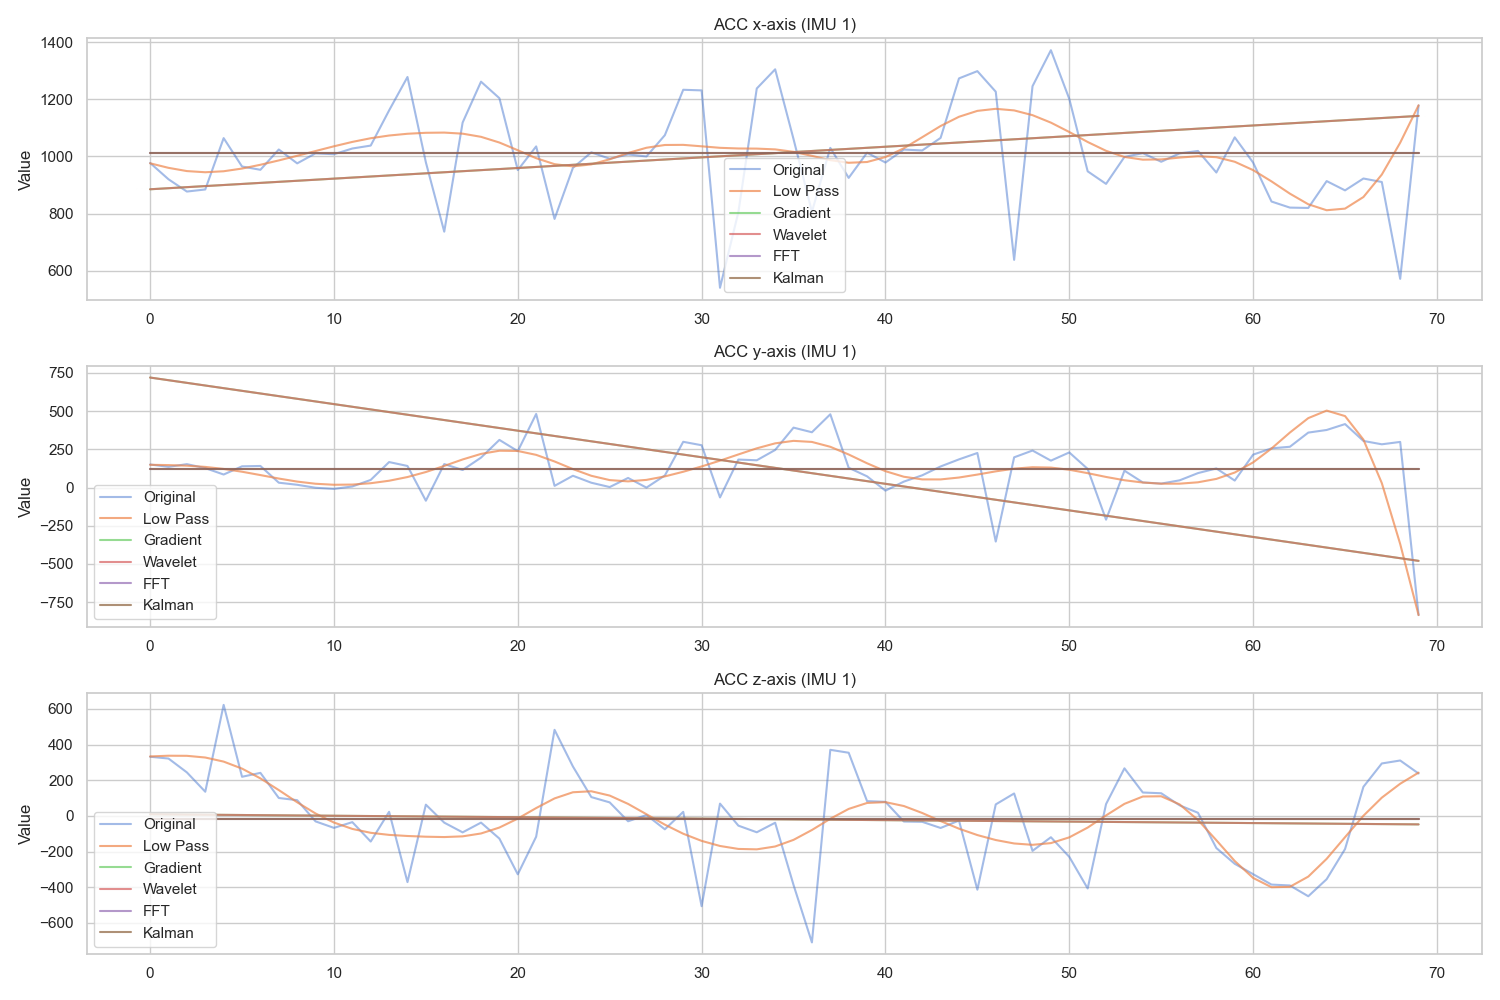 ACC x-axis (IMU 1)
1400
1200
1000
800
600
Value
Original
Low Pass
Gradient
Wavelet
FFT
Kalman
0 10 20 30 40 50 60 70
ACC y-axis (IMU 1)
750
500
250
0
−250
−500
−750
Value
Original
Low Pass
Gradient
Wavelet
FFT
Kalman
0 10 20 30 40 50 60 70
ACC z-axis (IMU 1)
600
400
200
0
−200
−400
−600
Value
Original
Low Pass
Gradient
Wavelet
FFT
Kalman
0 10 20 30 40 50 60 70